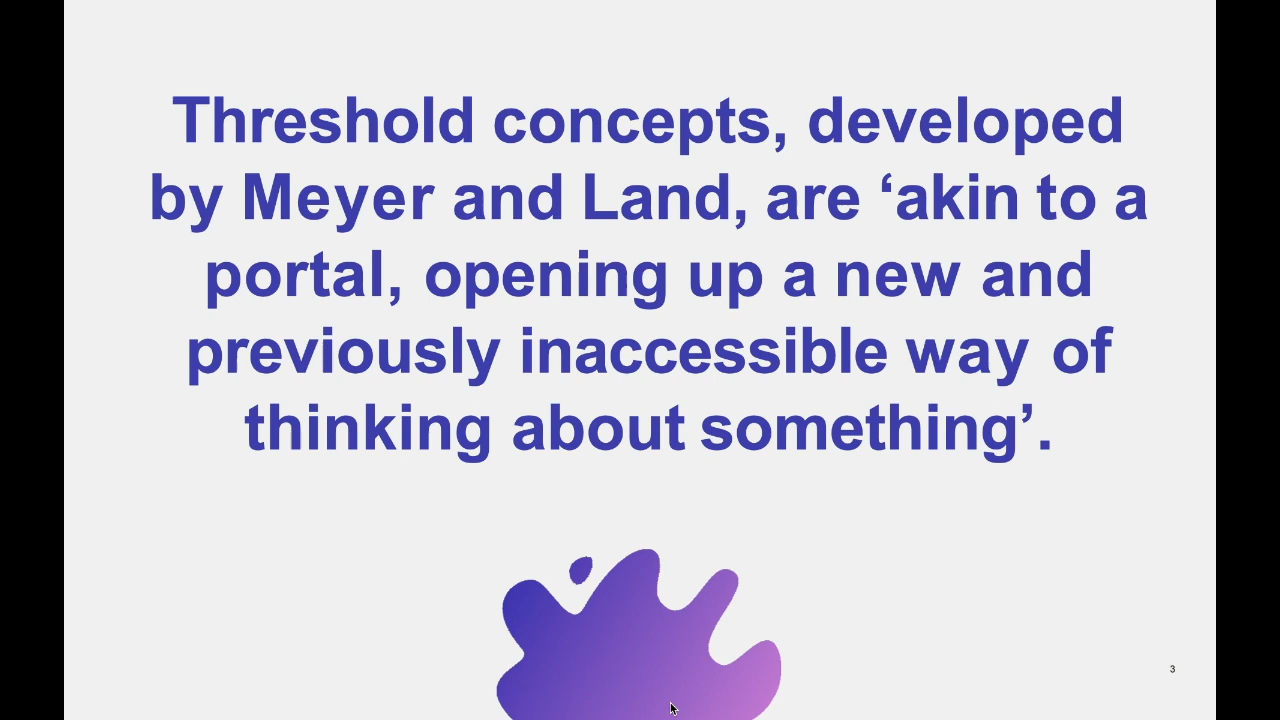 Threshold concepts, developed
by Meyer and Land, are ‘akin to a
portal, opening up a new and
previously inaccessible way of
thinking about something’.
3